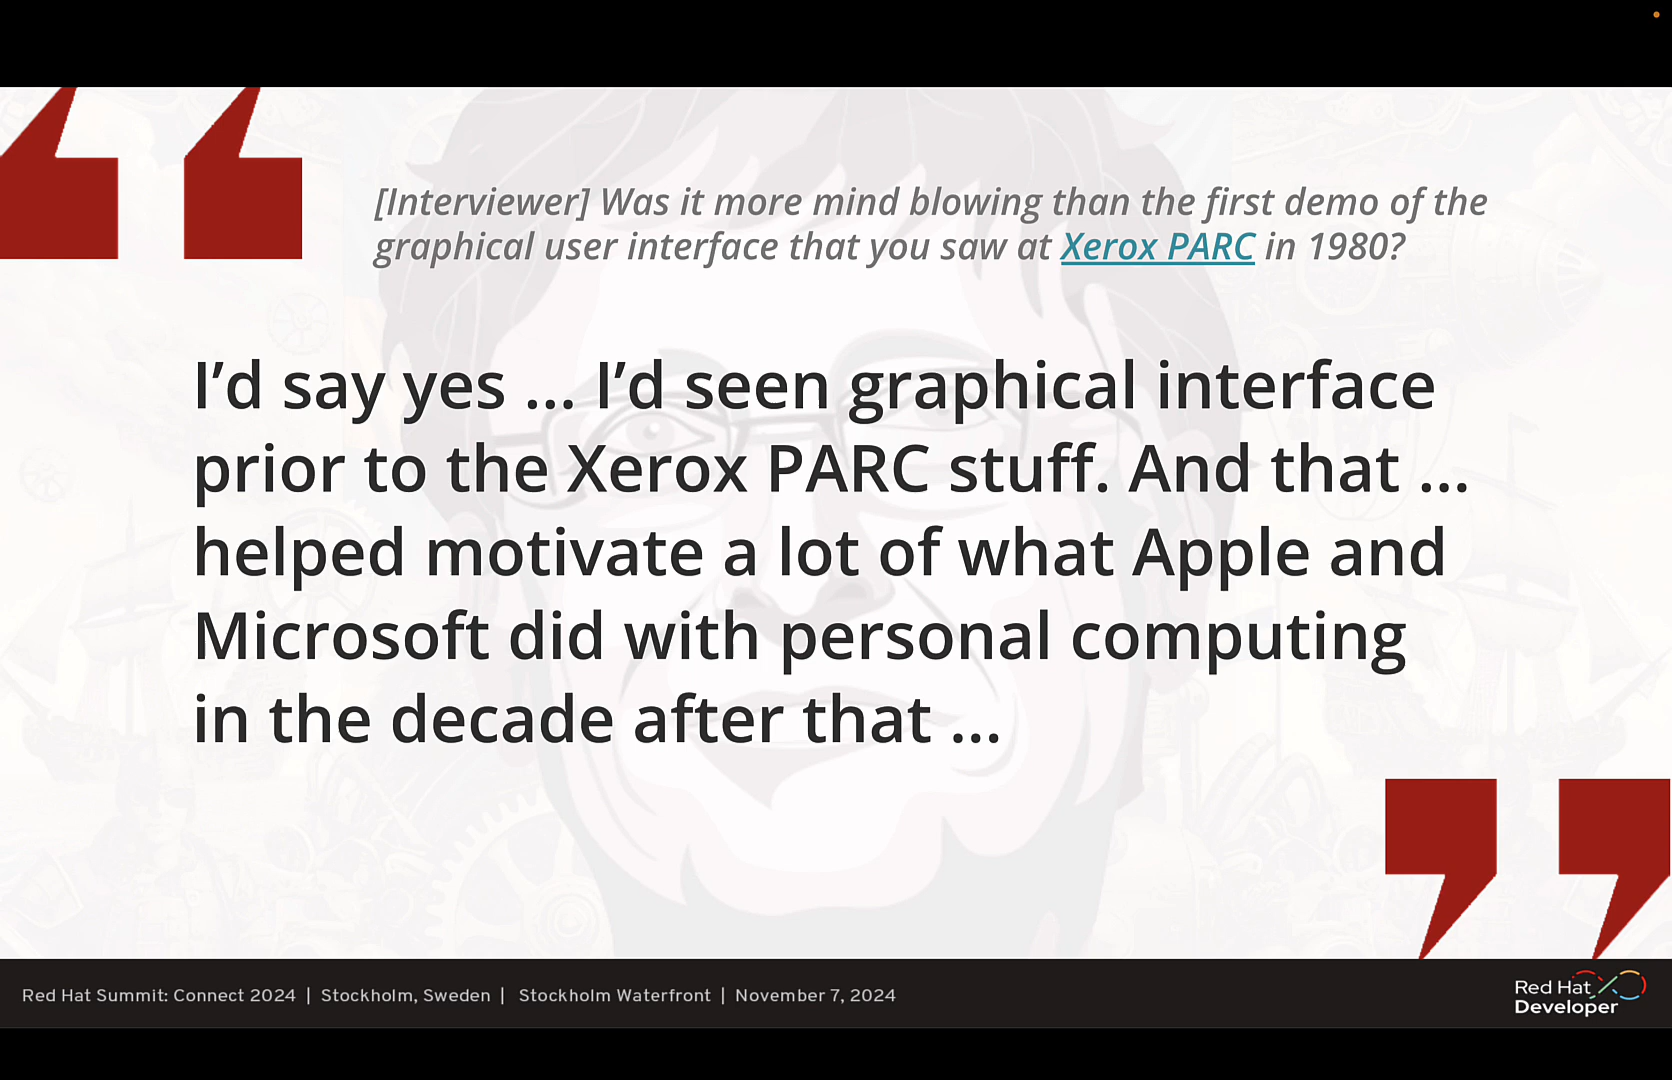 [Interviewer] Was it more mind blowing than the first demo of the
graphical user interface that you saw at Xerox PARC in 1980?
I’d say yes … I’d seen graphical interface
prior to the Xerox PARC stuff. And that …
helped motivate a lot of what Apple and
Microsoft did with personal computing
in the decade after that …
Red Hat Summit: Connect 2024 | Stockholm, Sweden | Stockholm Waterfront | November 7, 2024
Red Hat
Developer